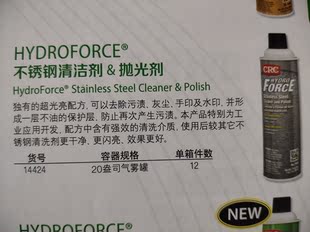 HYDROFORCE®
不锈钢清洁剂 & 抛光剂
HydroForce® Stainless Steel Cleaner & Polish
独有的超光亮配方，可以去除污渍、灰尘、手印及水印，并形
成一层不油的保护层，防止再次产生污渍。本产品特别为工
业应用开发，配方中含有强效的清洗介质，使用后较其它不
锈钢清洗剂更干净、更闪亮，效果更好。
货号 容器规格 单箱件数
14424 20盎司气雾罐 12
CRC
HYDRO
FORCE
Stainless Steel
NEW
HYDROFORCE®